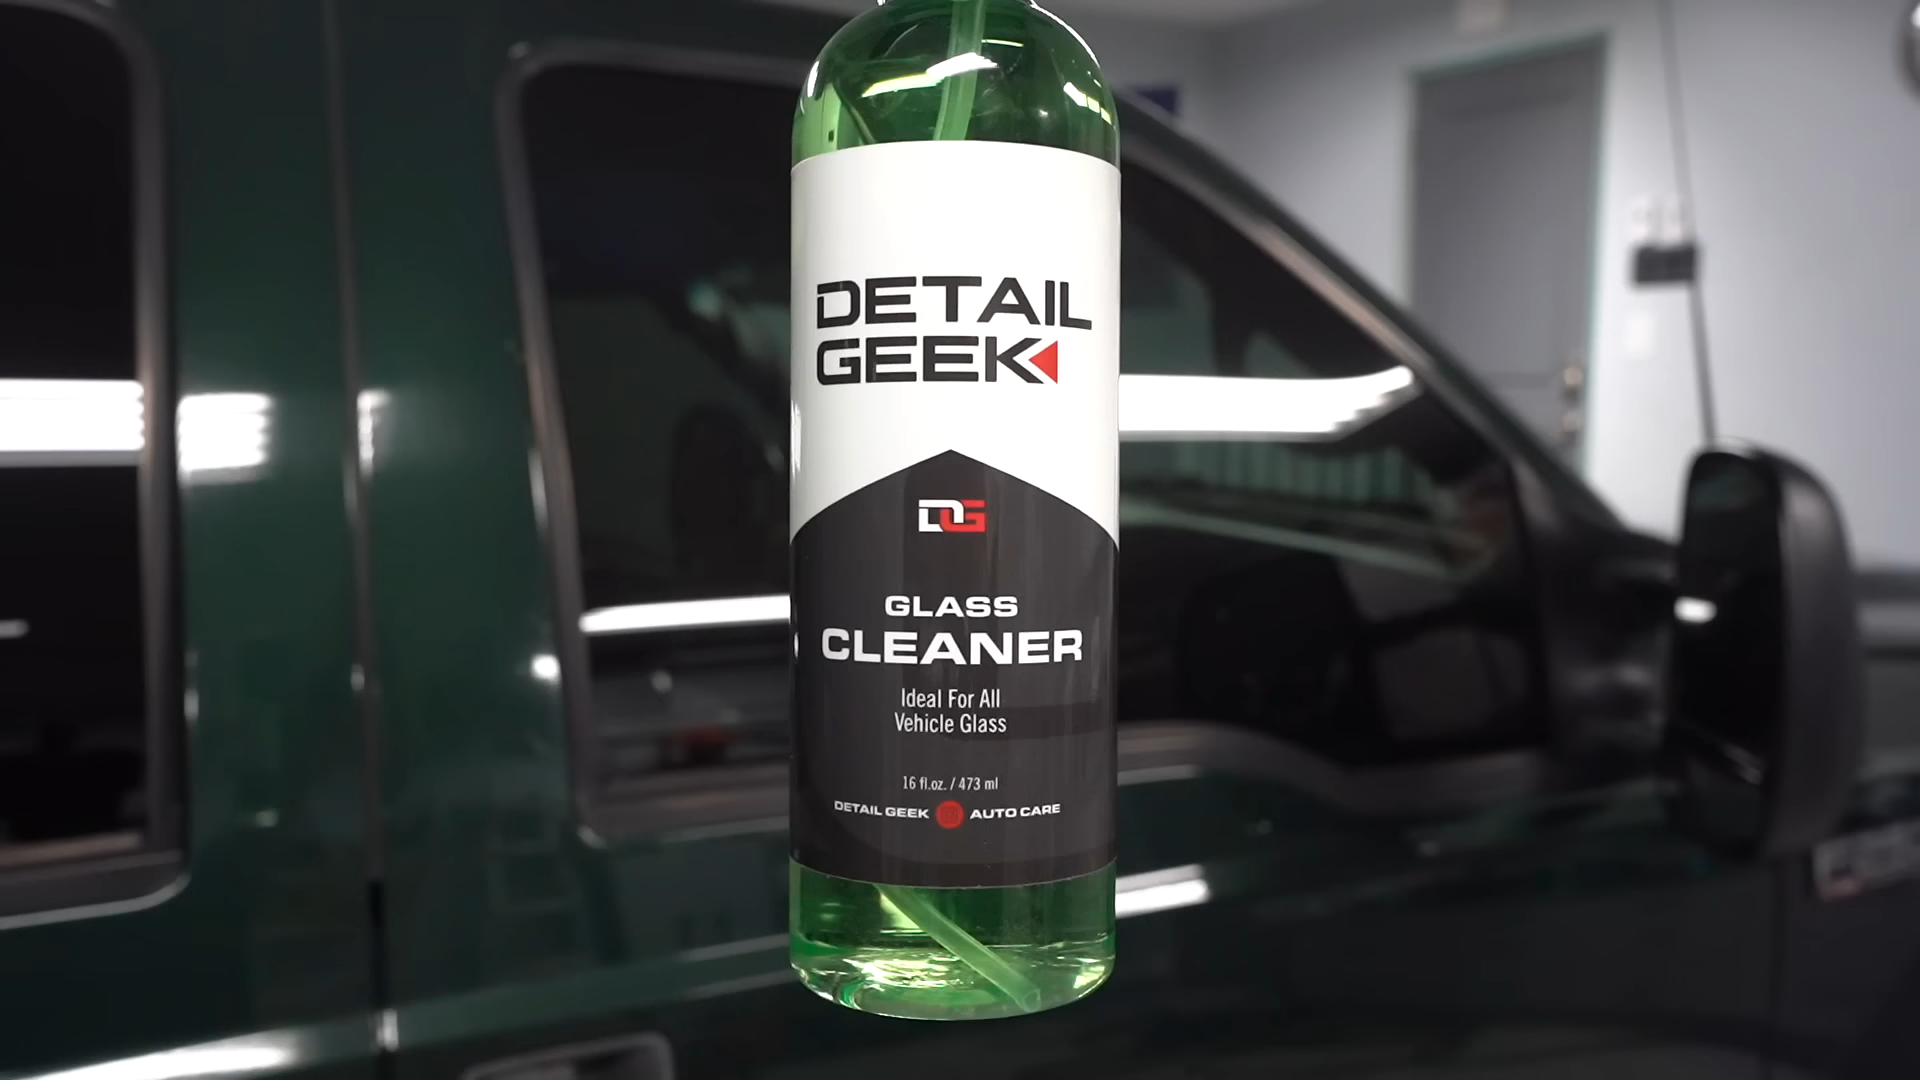 DETAIL
GEEK
DG
GLASS
CLEANER
Ideal For All
Vehicle Glass
16 fl.oz. / 473 ml
DETAIL GEEK AUTO CARE